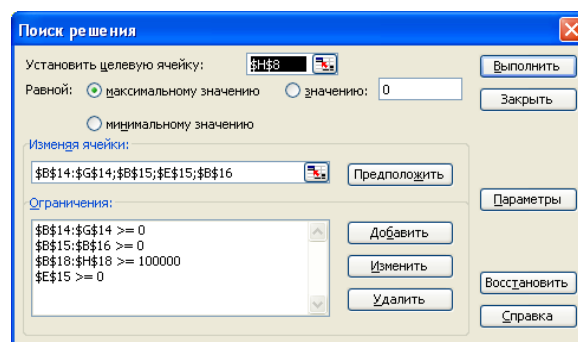 Поиск решения
Установить целевую ячейку: $H$8 Выполнить
Равной: максимальному значению значению: 0 Закрыть
минимальному значению
Изменяя ячейки:
$B$14:$G$14;$B$15;$E$15;$B$16 Предположить
Параметры
Ограничения:
$B$14:$G$14 >= 0 Добавить
$B$15:$B$16 >= 0
$B$18:$H$18 >= 100000 Изменить
$E$15 >= 0
Восстановить
Удалить
Справка